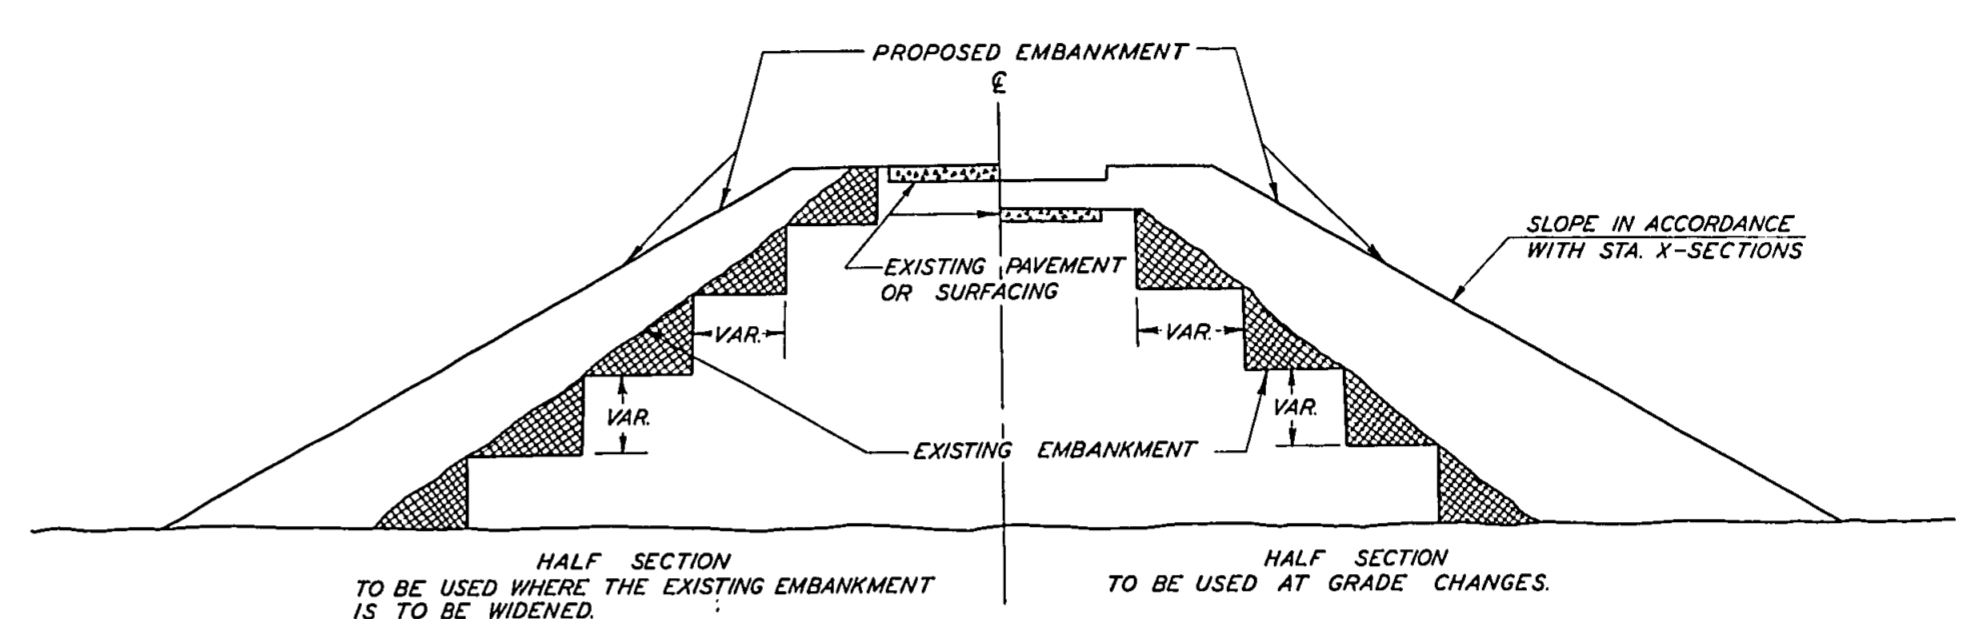 PROPOSED EMBANKMENT
℄
SLOPE IN ACCORDANCE
WITH STA. X-SECTIONS
EXISTING PAVEMENT
OR SURFACING
VAR.
VAR.
VAR.
VAR.
EXISTING EMBANKMENT
HALF SECTION
TO BE USED WHERE THE EXISTING EMBANKMENT
IS TO BE WIDENED.
HALF SECTION
TO BE USED AT GRADE CHANGES.